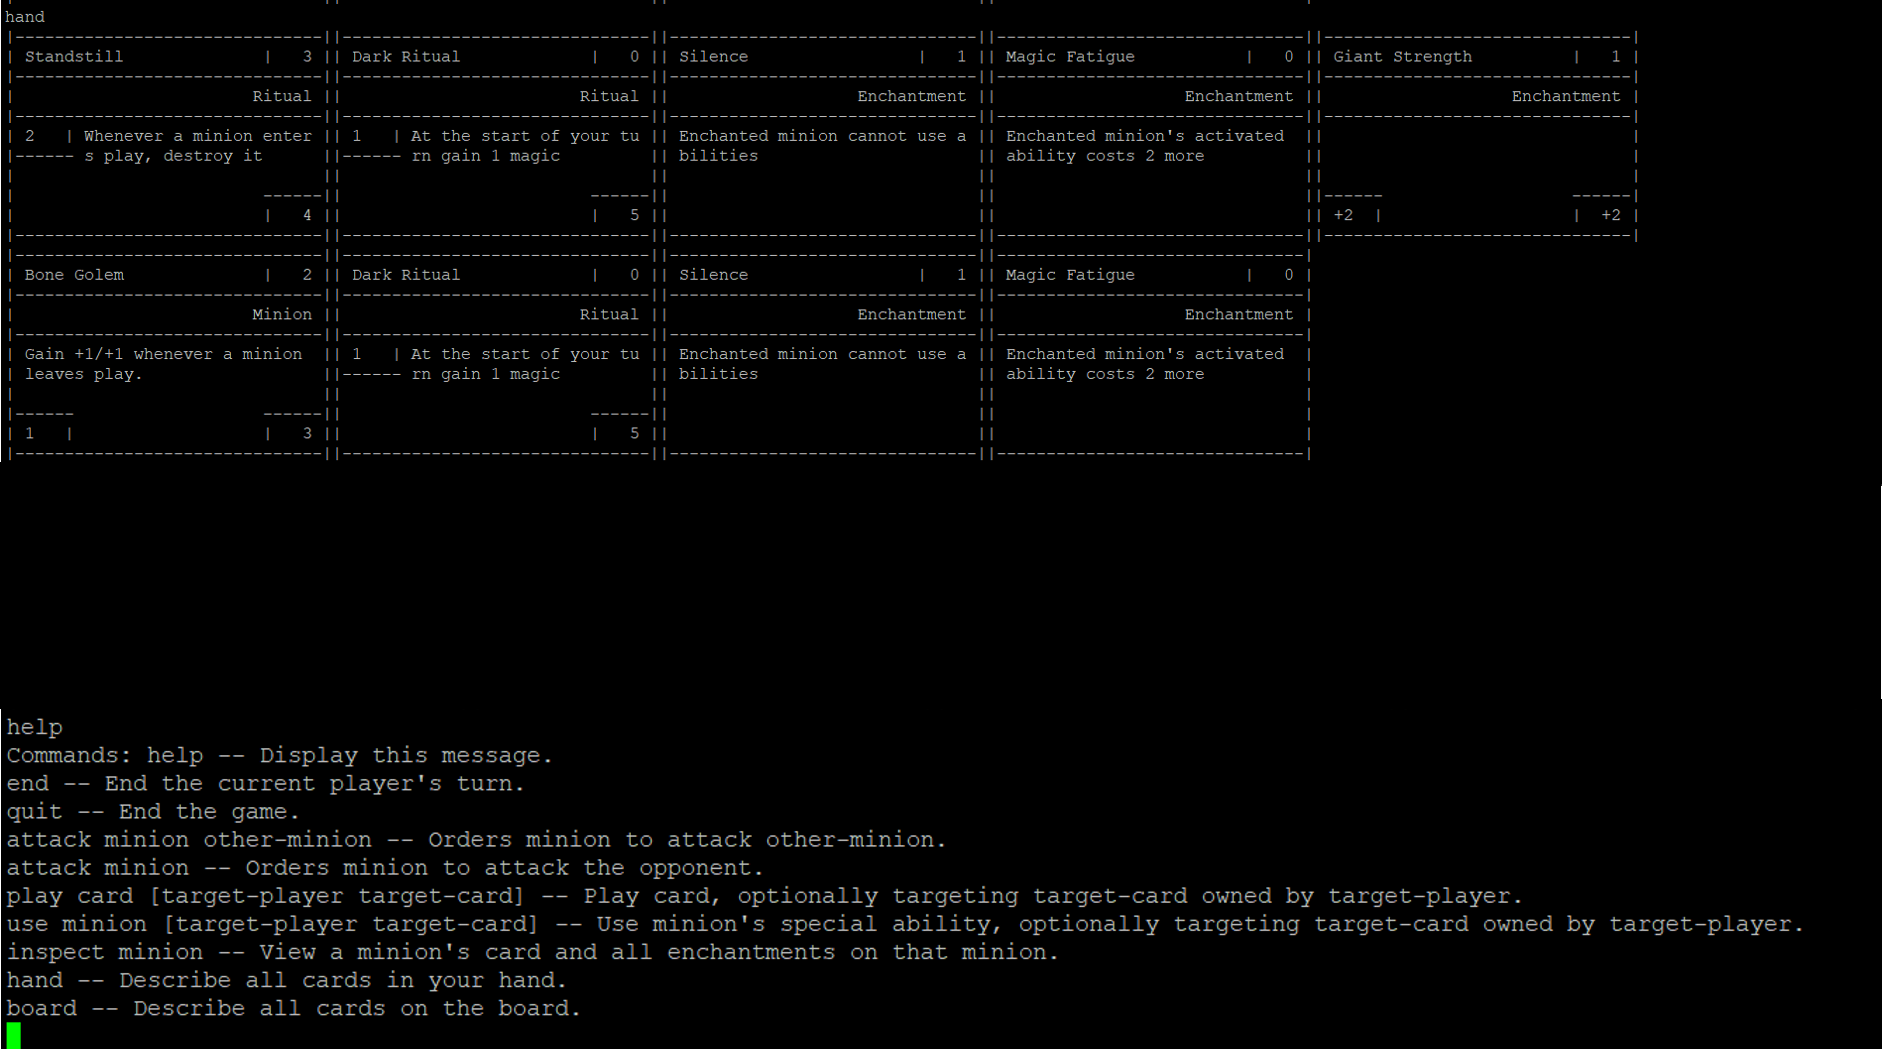 hand
|-------------------------------||-------------------------------||-------------------------------||-------------------------------||-------------------------------|
| Standstill              |   3 || Dark Ritual             |   0 || Silence                 |   1 || Magic Fatigue           |   0 || Giant Strength          |   1 |
|-------------------------------||-------------------------------||-------------------------------||-------------------------------||-------------------------------|
|                        Ritual ||                        Ritual ||                   Enchantment ||                   Enchantment ||                   Enchantment |
|-------------------------------||-------------------------------||-------------------------------||-------------------------------||-------------------------------|
| 2   | Whenever a minion enter || 1   | At the start of your tu || Enchanted minion cannot use a || Enchanted minion's activated  ||                               |
|------ s play, destroy it      ||------ rn gain 1 magic         || bilities                      || ability costs 2 more          ||                               |
|                               ||                               ||                               ||                               ||                               |
|                         ------||                         ------||                               ||                               ||------                   ------|
|                         |   4 ||                         |   5 ||                               ||                               || +2  |                   |  +2 |
|-------------------------------||-------------------------------||-------------------------------||-------------------------------||-------------------------------|
|-------------------------------||-------------------------------||-------------------------------||-------------------------------|
| Bone Golem              |   2 || Dark Ritual             |   0 || Silence                 |   1 || Magic Fatigue           |   0 |
|-------------------------------||-------------------------------||-------------------------------||-------------------------------|
|                        Minion ||                        Ritual ||                   Enchantment ||                   Enchantment |
|-------------------------------||-------------------------------||-------------------------------||-------------------------------|
| Gain +1/+1 whenever a minion  || 1   | At the start of your tu || Enchanted minion cannot use a || Enchanted minion's activated  |
| leaves play.                  ||------ rn gain 1 magic         || bilities                      || ability costs 2 more          |
|                               ||                               ||                               ||                               |
|------                   ------||                         ------||                               ||                               |
| 1   |                   |   3 ||                         |   5 ||                               ||                               |
|-------------------------------||-------------------------------||-------------------------------||-------------------------------|
help
Commands: help -- Display this message.
end -- End the current player's turn.
quit -- End the game.
attack minion other-minion -- Orders minion to attack other-minion.
attack minion -- Orders minion to attack the opponent.
play card [target-player target-card] -- Play card, optionally targeting target-card owned by target-player.
use minion [target-player target-card] -- Use minion's special ability, optionally targeting target-card owned by target-player.
inspect minion -- View a minion's card and all enchantments on that minion.
hand -- Describe all cards in your hand.
board -- Describe all cards on the board.